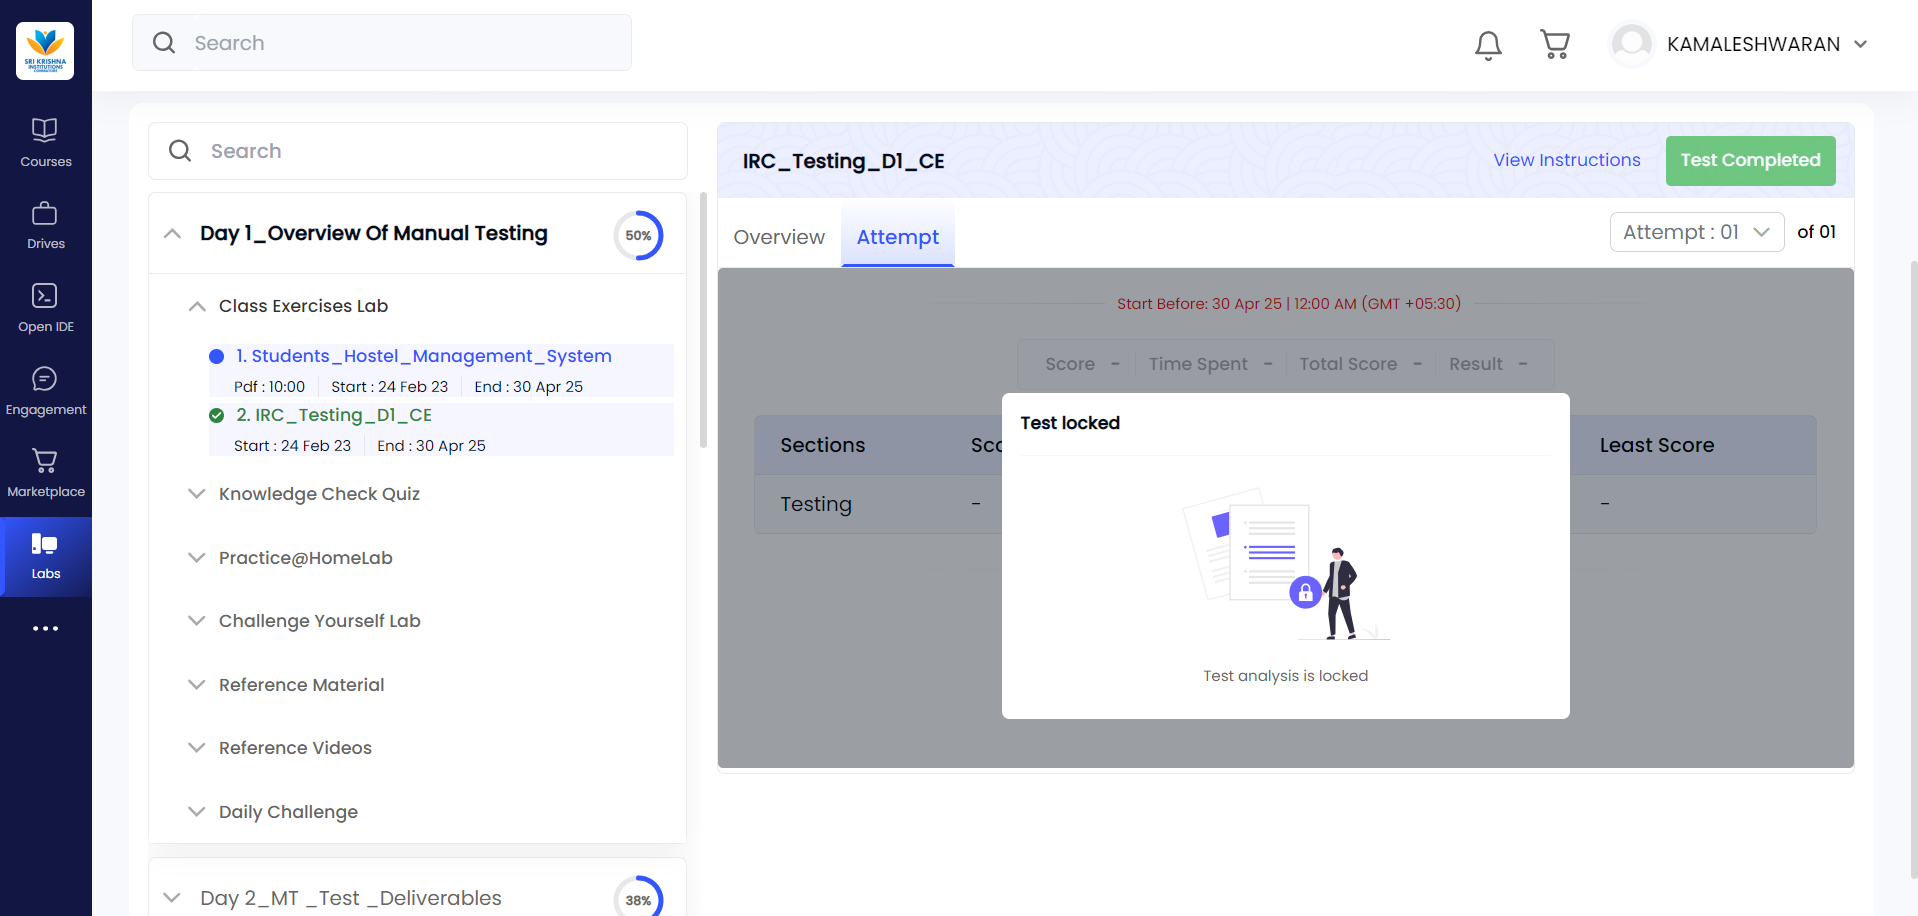 SRI KRISHNA
INSTITUTIONS
COIMBATORE
Search
KAMALESHWARAN
Courses
Drives
Open IDE
Engagement
Marketplace
Labs
Search
Day 1_Overview Of Manual Testing
50%
Class Exercises Lab
1. Students_Hostel_Management_System
Pdf : 10:00 Start : 24 Feb 23 End : 30 Apr 25
2. IRC_Testing_D1_CE
Start : 24 Feb 23 End : 30 Apr 25
Knowledge Check Quiz
Practice@HomeLab
Challenge Yourself Lab
Reference Material
Reference Videos
Daily Challenge
Day 2_MT _Test _Deliverables
38%
IRC_Testing_D1_CE
View Instructions
Test Completed
Overview
Attempt
Attempt : 01
of 01
Start Before: 30 Apr 25 | 12:00 AM (GMT +05:30)
Score - Time Spent - Total Score - Result -
Sections Sco Least Score
Testing - -
Test locked
Test analysis is locked